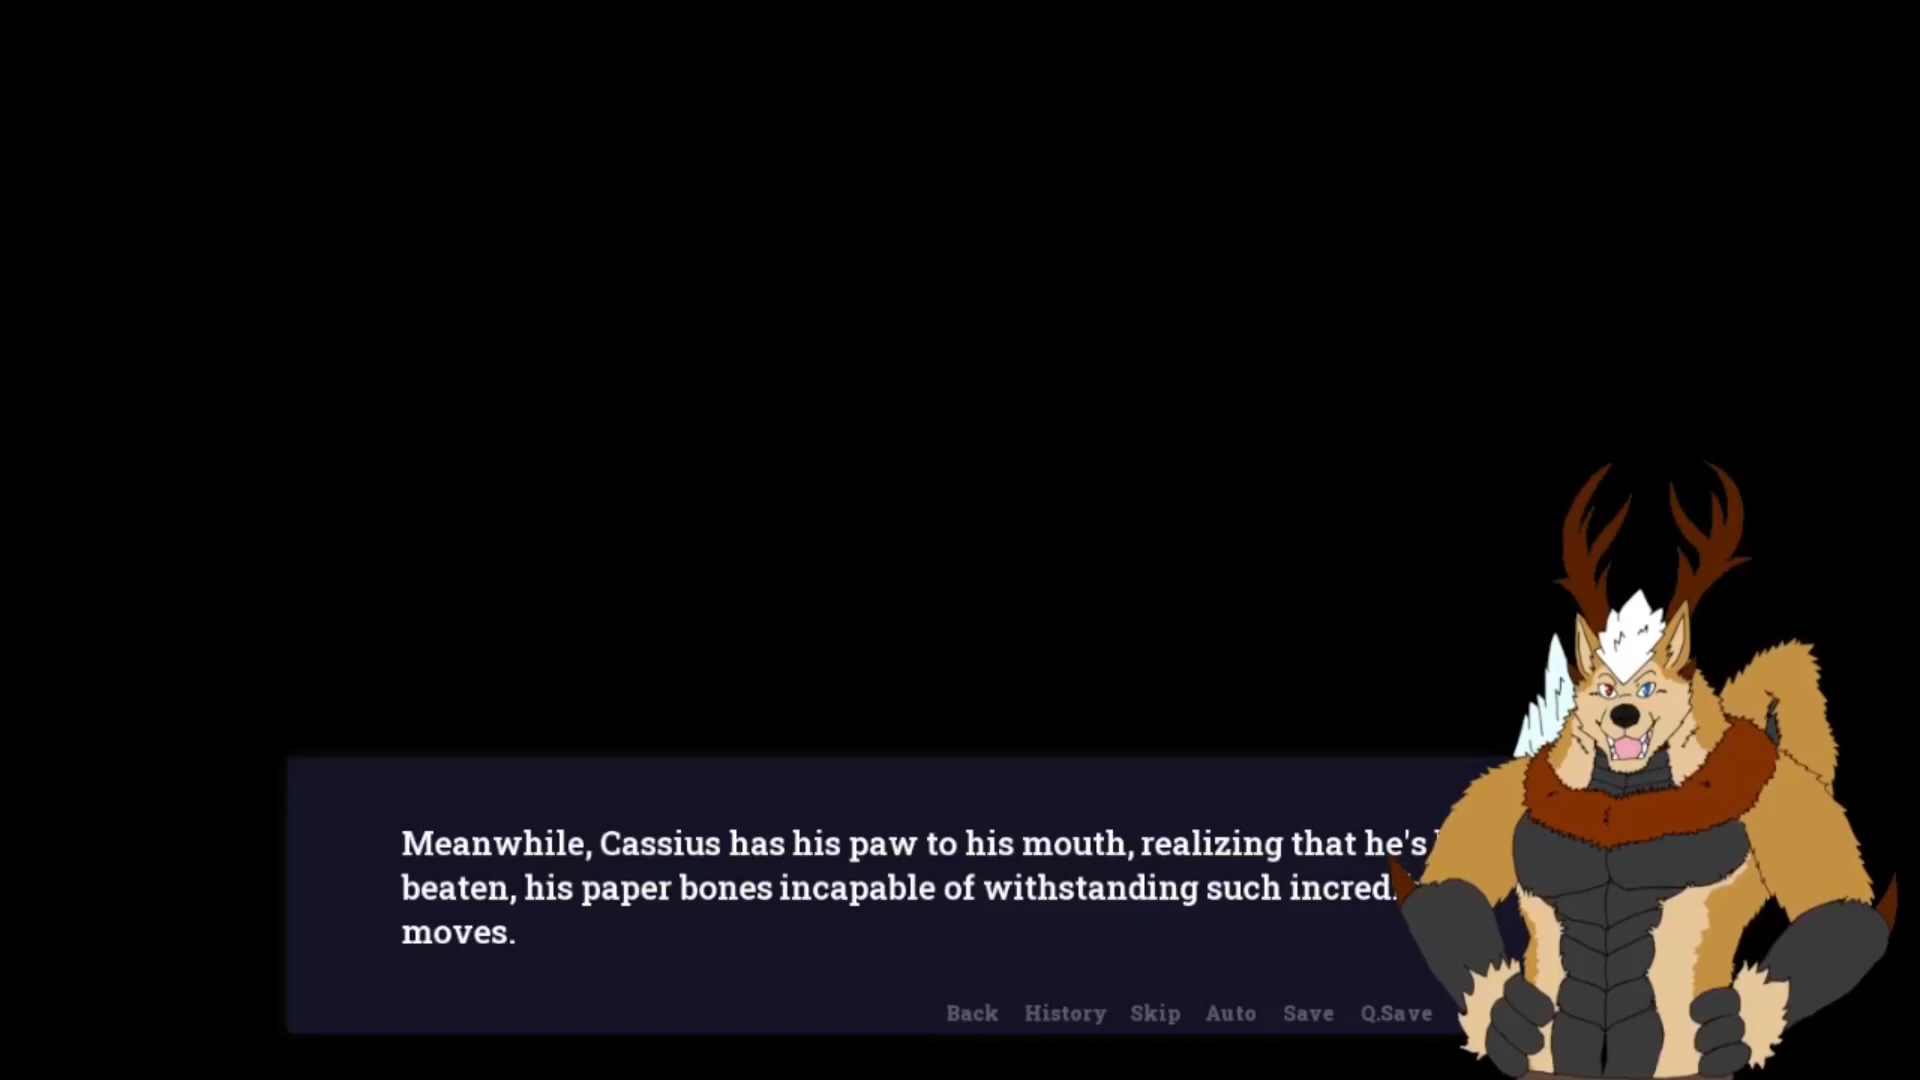 Meanwhile, Cassius has his paw to his mouth, realizing that he's
beaten, his paper bones incapable of withstanding such
moves.
Back History Skip Auto Save Q.Save